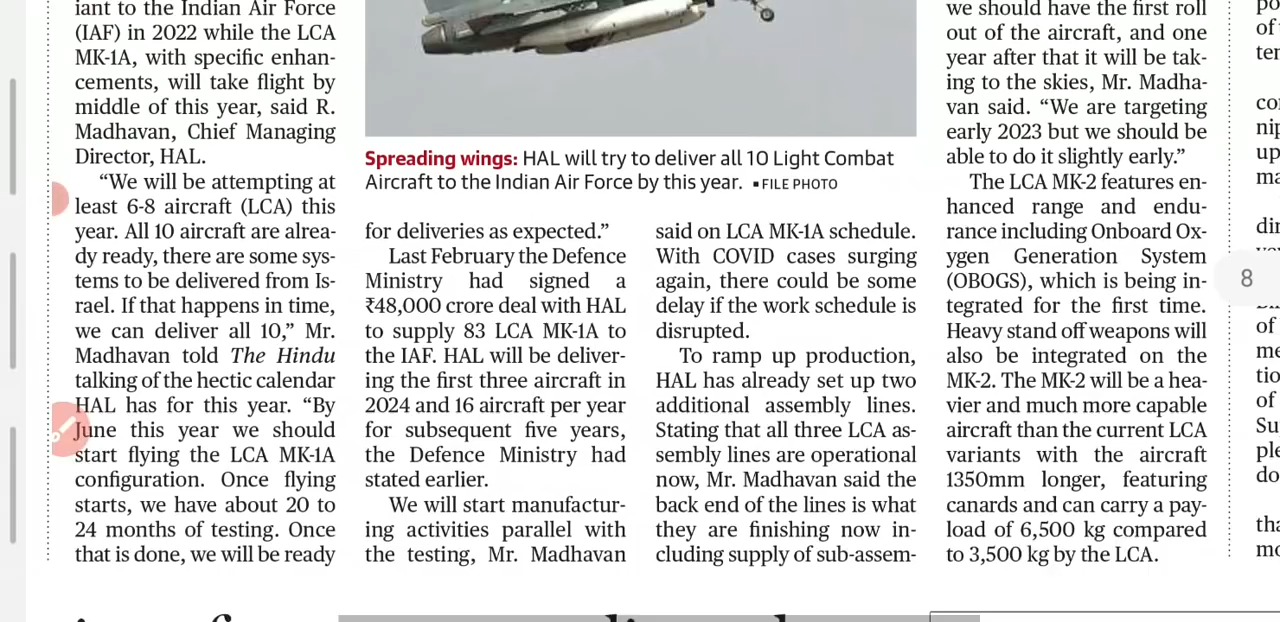 iant to the Indian Air Force
(IAF) in 2022 while the LCA
MK-1A, with specific enhan-
cements, will take flight by
middle of this year, said R.
Madhavan, Chief Managing
Director, HAL.
“We will be attempting at
least 6-8 aircraft (LCA) this
year. All 10 aircraft are alrea-
dy ready, there are some sys-
tems to be delivered from Is-
rael. If that happens in time,
we can deliver all 10,” Mr.
Madhavan told The Hindu
talking of the hectic calendar
HAL has for this year. “By
June this year we should
start flying the LCA MK-1A
configuration. Once flying
starts, we have about 20 to
24 months of testing. Once
that is done, we will be ready
Spreading wings: HAL will try to deliver all 10 Light Combat
Aircraft to the Indian Air Force by this year. ▪FILE PHOTO
for deliveries as expected.”
Last February the Defence
Ministry had signed a
₹48,000 crore deal with HAL
to supply 83 LCA MK-1A to
the IAF. HAL will be deliver-
ing the first three aircraft in
2024 and 16 aircraft per year
for subsequent five years,
the Defence Ministry had
stated earlier.
We will start manufactur-
ing activities parallel with
the testing, Mr. Madhavan
said on LCA MK-1A schedule.
With COVID cases surging
again, there could be some
delay if the work schedule is
disrupted.
To ramp up production,
HAL has already set up two
additional assembly lines.
Stating that all three LCA as-
sembly lines are operational
now, Mr. Madhavan said the
back end of the lines is what
they are finishing now in-
cluding supply of sub-assem-
we should have the first roll
out of the aircraft, and one
year after that it will be tak-
ing to the skies, Mr. Madha-
van said. “We are targeting
early 2023 but we should be
able to do it slightly early.”
The LCA MK-2 features en-
hanced range and endu-
rance including Onboard Ox-
ygen Generation System
(OBOGS), which is being in-
tegrated for the first time.
Heavy stand off weapons will
also be integrated on the
MK-2. The MK-2 will be a hea-
vier and much more capable
aircraft than the current LCA
variants with the aircraft
1350mm longer, featuring
canards and can carry a pay-
load of 6,500 kg compared
to 3,500 kg by the LCA.
8